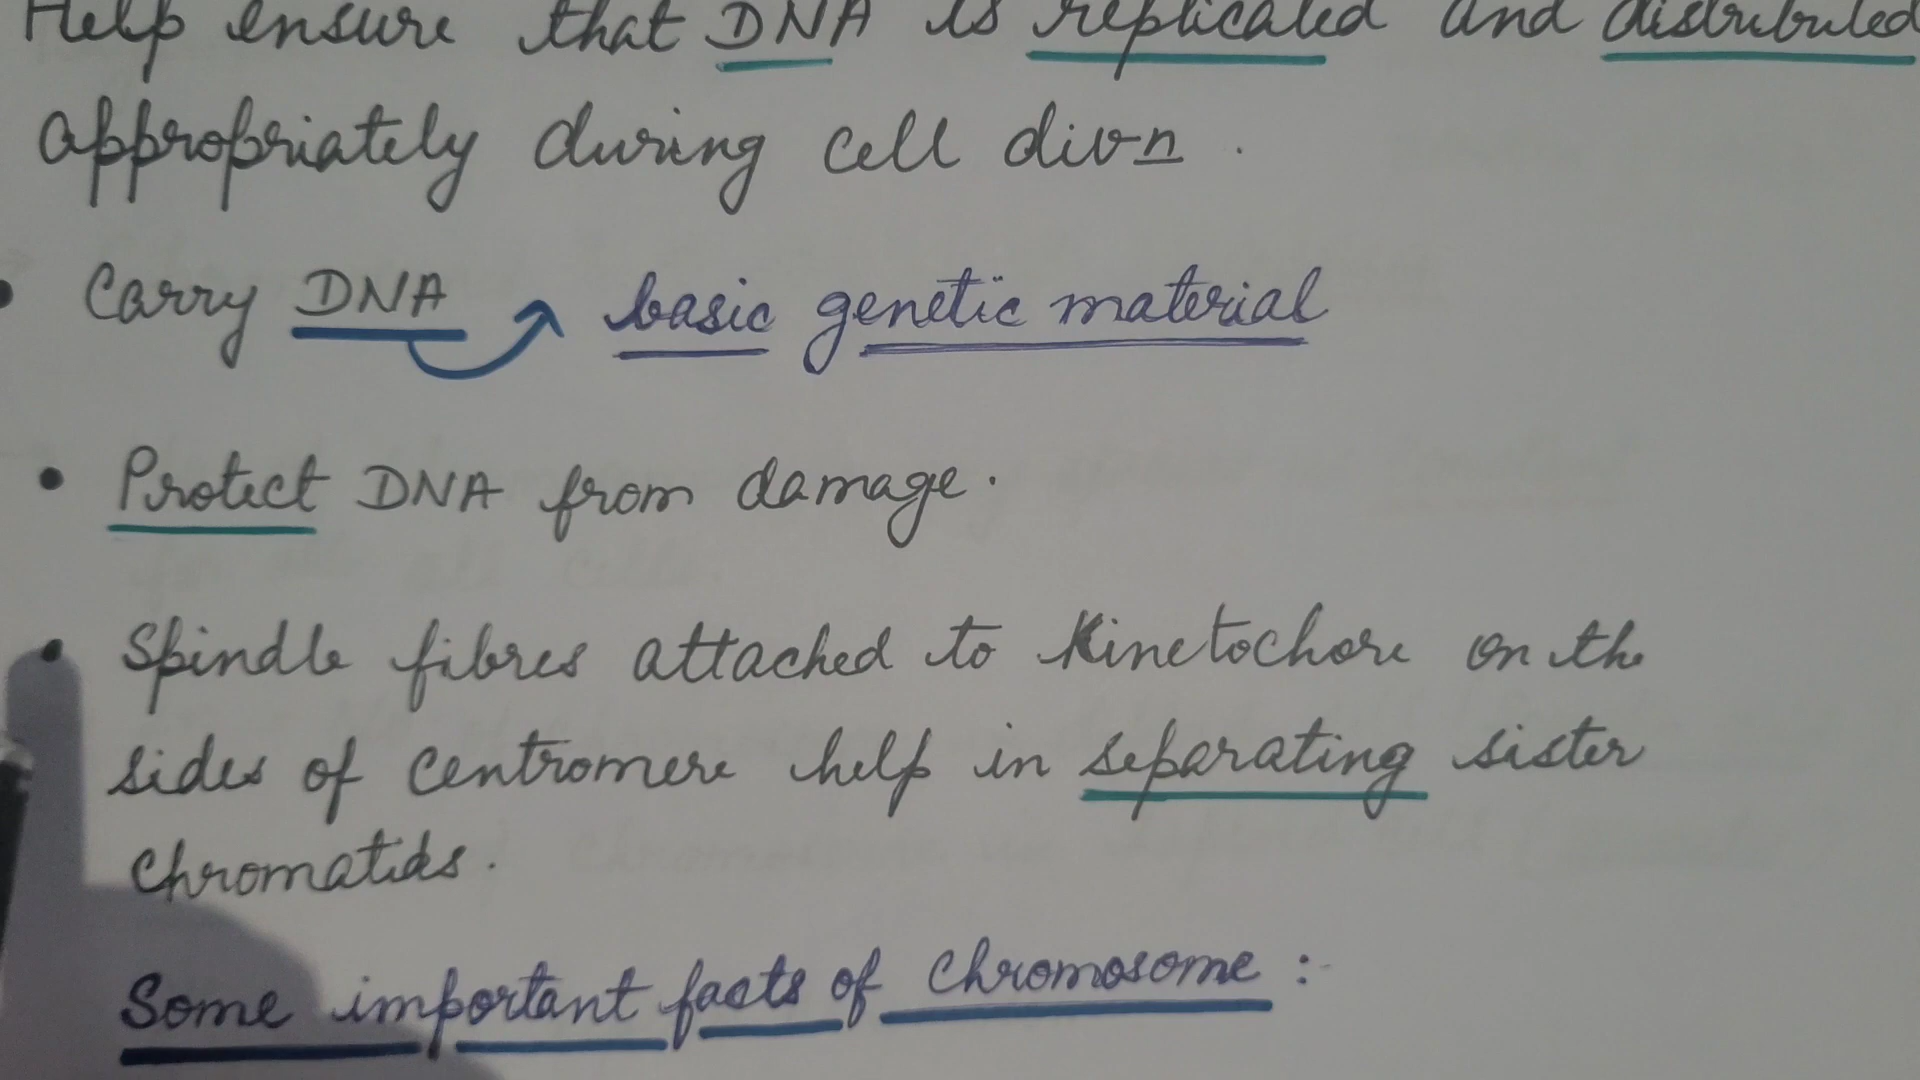 Help ensure that DNA is replicated and distributed
appropriately during cell divn.
• Carry DNA → basic genetic material
• Protect DNA from damage.
• Spindle fibres attached to Kinetochore on the
sides of centromere help in separating sister
chromatids.
Some important facts of chromosome :-